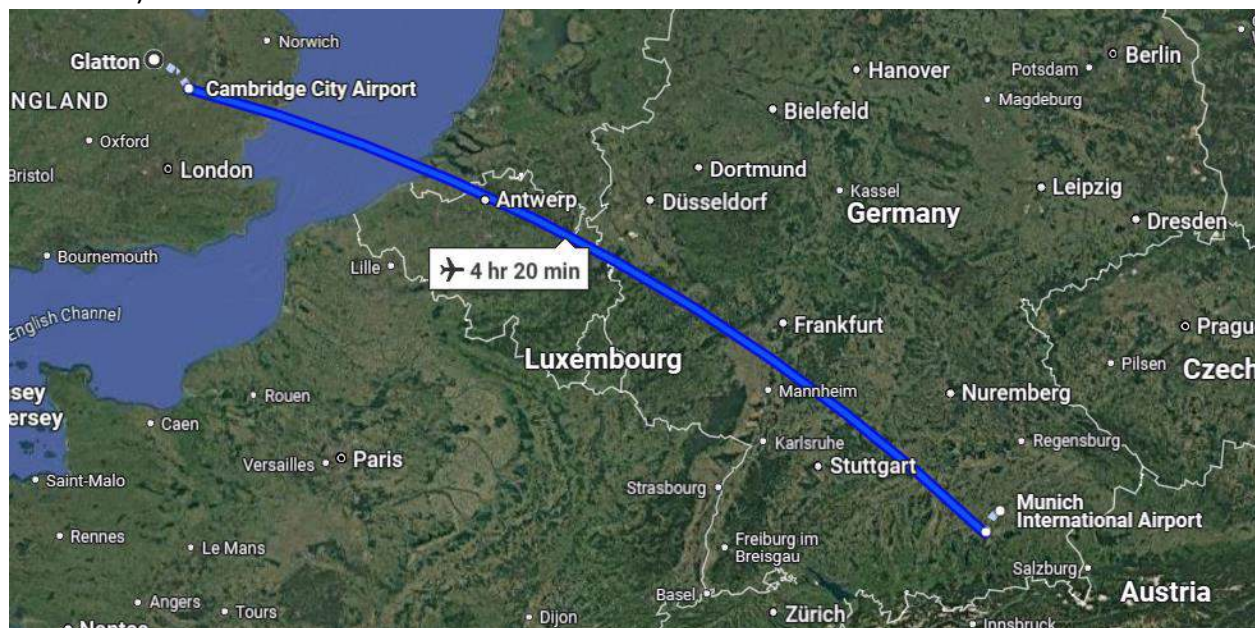 Norwich
Glatton
Berlin
Hanover
Potsdam
Cambridge City Airport
NGLAND
Magdeburg
Bielefeld
Oxford
London
Dortmund
Bristol
Kassel
Leipzig
Antwerp
Düsseldorf
Germany
Dresden
Bournemouth
Lille
4 hr 20 min
English Channel
Frankfurt
Pragu
Luxembourg
Pilsen
Czech
sey
Rouen
Mannheim
Nuremberg
ersey
Caen
Karlsruhe
Regensburg
Versailles
Paris
Stuttgart
Saint-Malo
Strasbourg
Munich
International Airport
Rennes
Le Mans
Freiburg im
Breisgau
Salzburg
Austria
Angers
Tours
Basel
Dijon
Zürich
Innsbruck